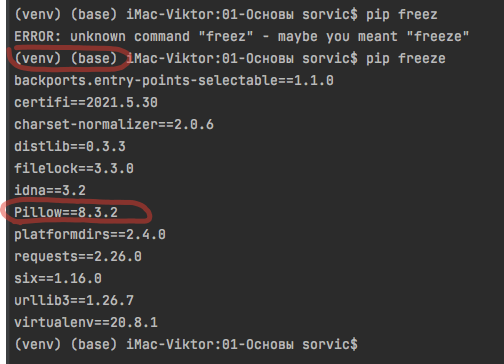 (venv) (base) iMac-Viktor:01-Основы sorvic$ pip freez
ERROR: unknown command "freez" - maybe you meant "freeze"
(venv) (base) iMac-Viktor:01-Основы sorvic$ pip freeze
backports.entry-points-selectable==1.1.0
certifi==2021.5.30
charset-normalizer==2.0.6
distlib==0.3.3
filelock==3.3.0
idna==3.2
Pillow==8.3.2
platformdirs==2.4.0
requests==2.26.0
six==1.16.0
urllib3==1.26.7
virtualenv==20.8.1
(venv) (base) iMac-Viktor:01-Основы sorvic$